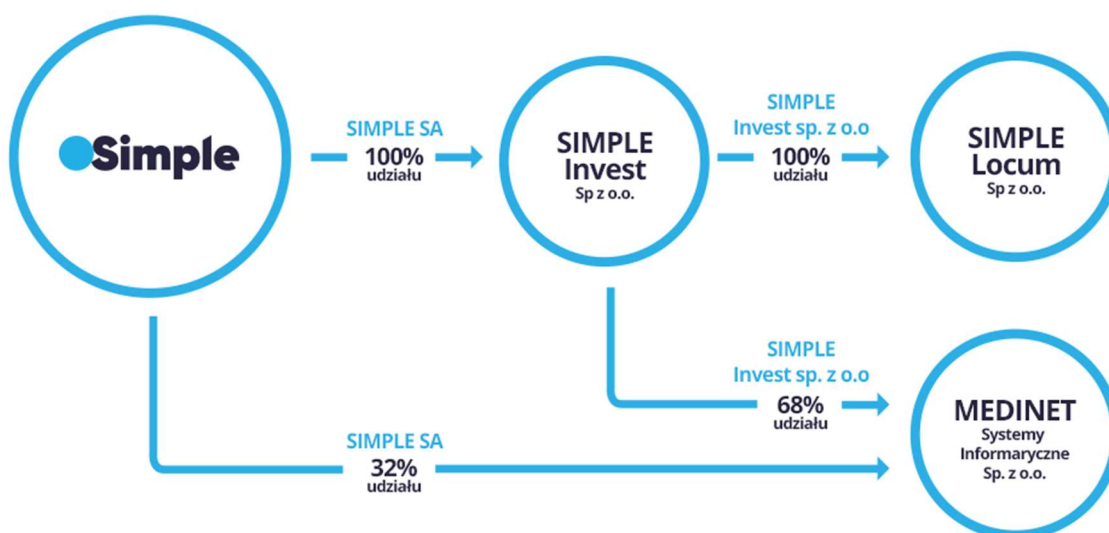 Simple
SIMPLE SA
100%
udziału
SIMPLE
Invest
Sp z o.o.
SIMPLE
Invest sp. z o.o
100%
udziału
SIMPLE
Locum
Sp z o.o.
SIMPLE
Invest sp. z o.o
68%
udziału
SIMPLE SA
32%
udziału
MEDINET
Systemy
Informaryczne
Sp. z o.o.